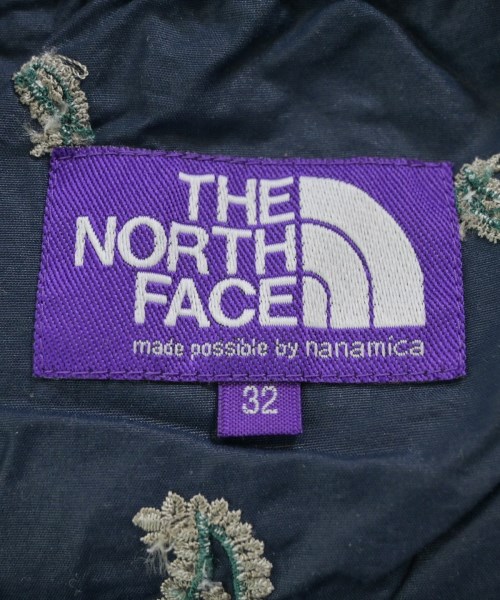 THE
NORTH
FACE
made possible by nanamica
32